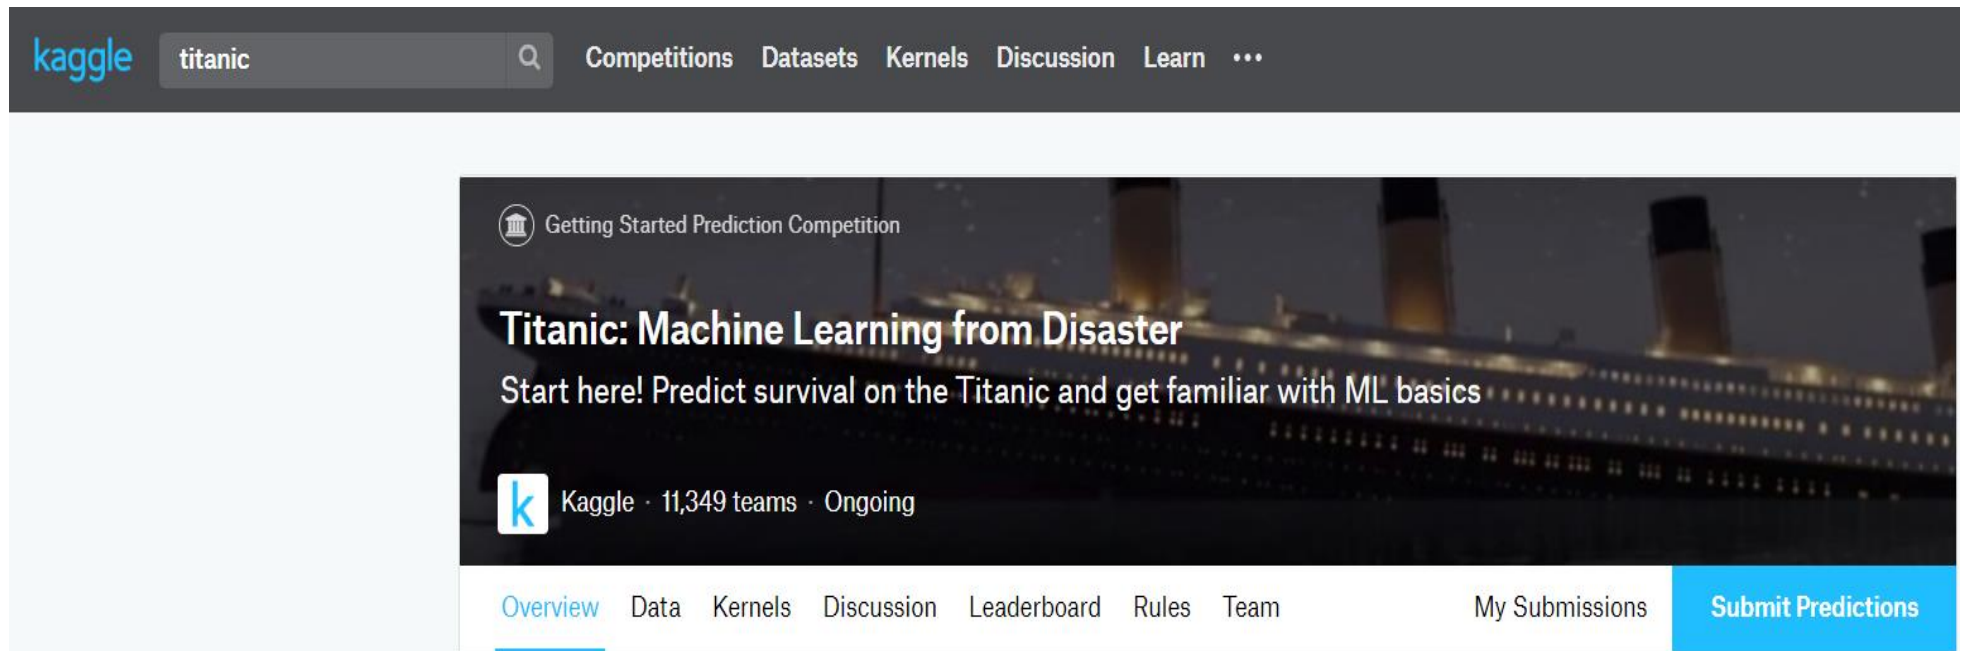 kaggle titanic Competitions Datasets Kernels Discussion Learn •••
Getting Started Prediction Competition
Titanic: Machine Learning from Disaster
Start here! Predict survival on the Titanic and get familiar with ML basics
k Kaggle · 11,349 teams · Ongoing
Overview Data Kernels Discussion Leaderboard Rules Team My Submissions Submit Predictions